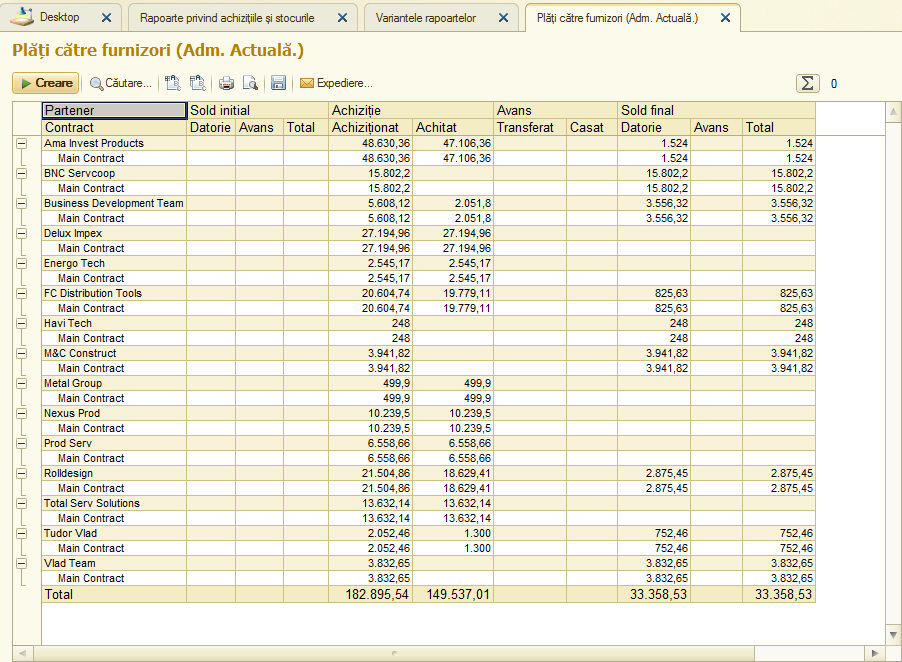 Desktop Rapoarte privind achizițiile și stocurile Variantele rapoartelor Plăți către furnizori (Adm. Actuală.)
Plăți către furnizori (Adm. Actuală.)
Creare Căutare... Expediere... Σ 0
Partener Sold initial Achiziție Avans Sold final
Contract Datorie Avans Total Achiziționat Achitat Transferat Casat Datorie Avans Total
Ama Invest Products 48.630,36 47.106,36 1.524 1.524
Main Contract 48.630,36 47.106,36 1.524 1.524
BNC Servcoop 15.802,2 15.802,2 15.802,2
Main Contract 15.802,2 15.802,2 15.802,2
Business Development Team 5.608,12 2.051,8 3.556,32 3.556,32
Main Contract 5.608,12 2.051,8 3.556,32 3.556,32
Delux Impex 27.194,96 27.194,96
Main Contract 27.194,96 27.194,96
Energo Tech 2.545,17 2.545,17
Main Contract 2.545,17 2.545,17
FC Distribution Tools 20.604,74 19.779,11 825,63 825,63
Main Contract 20.604,74 19.779,11 825,63 825,63
Havi Tech 248 248 248
Main Contract 248 248 248
M&C Construct 3.941,82 3.941,82 3.941,82
Main Contract 3.941,82 3.941,82 3.941,82
Metal Group 499,9 499,9
Main Contract 499,9 499,9
Nexus Prod 10.239,5 10.239,5
Main Contract 10.239,5 10.239,5
Prod Serv 6.558,66 6.558,66
Main Contract 6.558,66 6.558,66
Rolldesign 21.504,86 18.629,41 2.875,45 2.875,45
Main Contract 21.504,86 18.629,41 2.875,45 2.875,45
Total Serv Solutions 13.632,14 13.632,14
Main Contract 13.632,14 13.632,14
Tudor Vlad 2.052,46 1.300 752,46 752,46
Main Contract 2.052,46 1.300 752,46 752,46
Vlad Team 3.832,65 3.832,65 3.832,65
Main Contract 3.832,65 3.832,65 3.832,65
Total 182.895,54 149.537,01 33.358,53 33.358,53